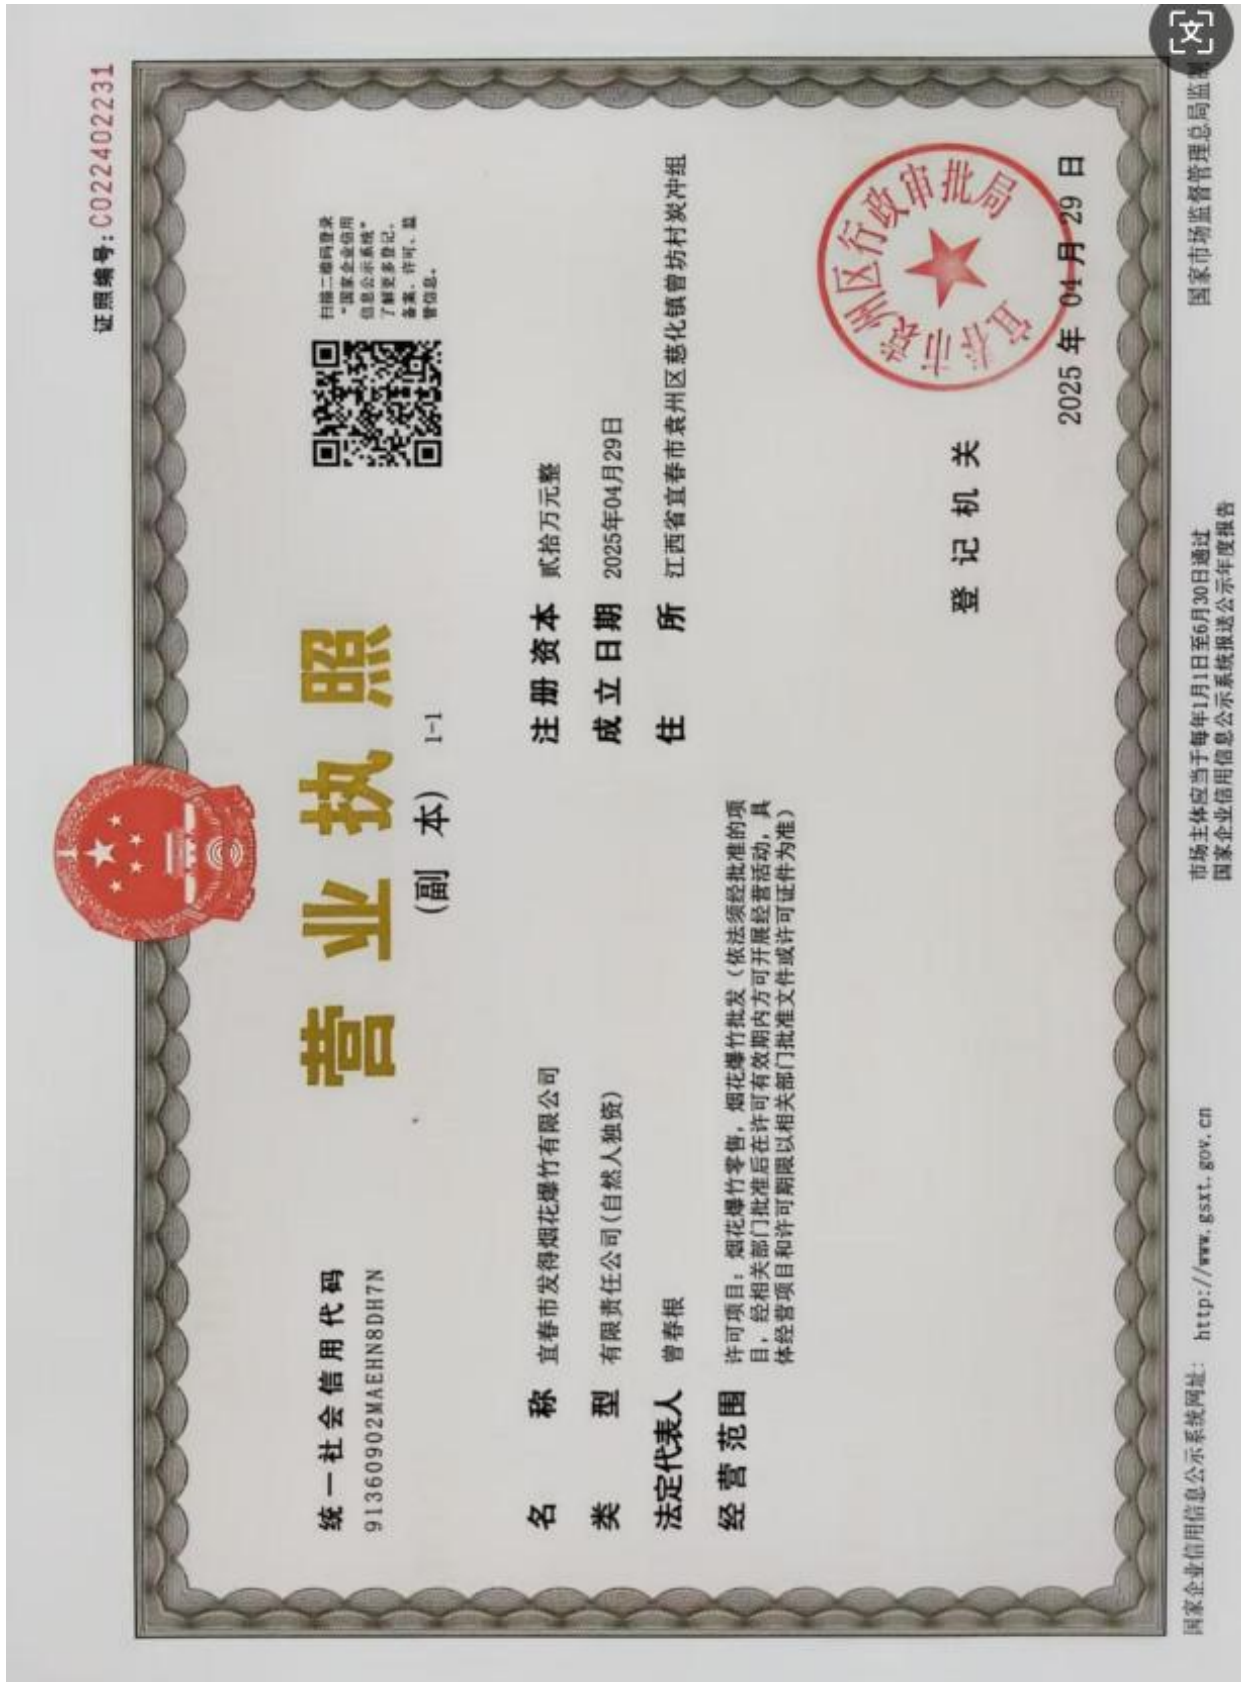 证照编号：C022402231
统一社会信用代码
91360902MAEHN8DH7N
营业执照
(副 本) 1-1
扫描二维码登录
“国家企业信用
信息公示系统”
了解更多登记、
备案、许可、监
管信息。
名 称 宜春市发得烟花爆竹有限公司
类 型 有限责任公司(自然人独资)
法定代表人 曾春根
经营范围 许可项目：烟花爆竹零售，烟花爆竹批发（依法须经批准的项
目，经相关部门批准后在许可有效期内方可开展经营活动，具
体经营项目和许可期限以相关部门批准文件或许可证件为准）
注册资本 贰拾万元整
成立日期 2025年04月29日
住 所 江西省宜春市袁州区慈化镇曾坊村炭冲组
登记机关
宜春市袁州区行政审批局
2025 年 04 月 29 日
国家企业信用信息公示系统网址： http://www.gsxt.gov.cn
市场主体应当于每年1月1日至6月30日通过
国家企业信用信息公示系统报送公示年度报告
国家市场监督管理总局监制